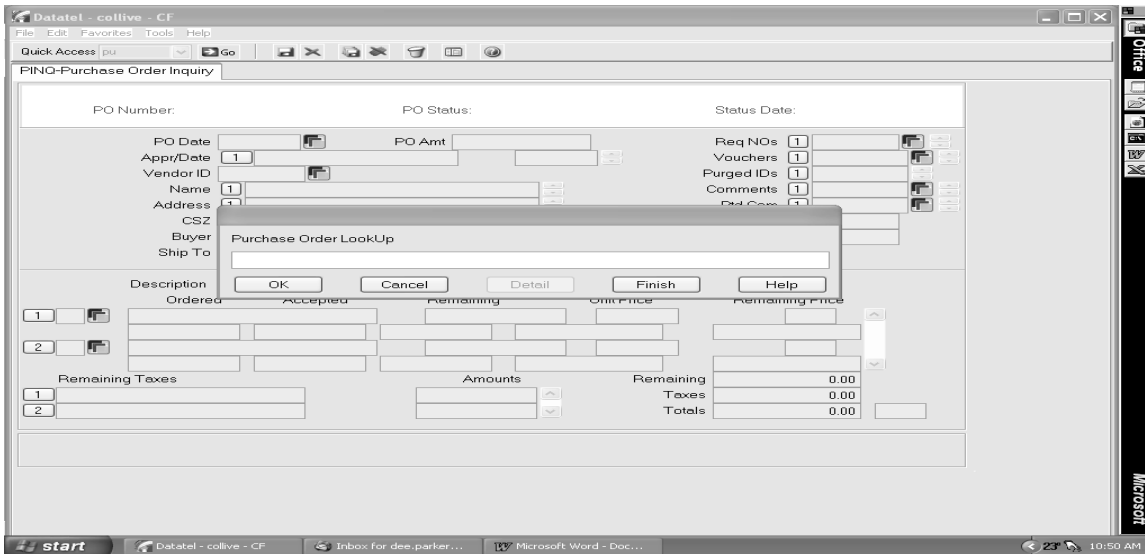 Datatel - collive - CF
File Edit Favorites Tools Help
Quick Access pu Go
PINQ-Purchase Order Inquiry
PO Number: PO Status: Status Date:
PO Date PO Amt Req NOs 1
Appr/Date 1 Vouchers 1
Vendor ID Purged IDs 1
Name 1 Comments 1
Address 1 Ptd Com 1
CSZ
Buyer
Ship To
Purchase Order LookUp
OK Cancel Detail Finish Help
Description
Ordered Accepted Remaining Unit Price Remaining Price
1
2
Remaining Taxes Amounts Remaining 0.00
1 Taxes 0.00
2 Totals 0.00
Office
Microsoft
start Datatel - collive - CF Inbox for dee.parker... Microsoft Word - Doc... 23° 10:50 AM